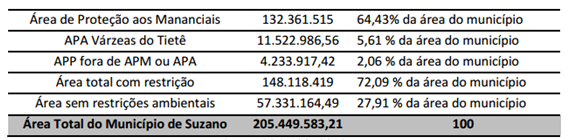 Área de Proteção aos Mananciais 132.361.515 64,43% da área do município
APA Várzeas do Tietê 11.522.986,56 5,61 % da área do município
APP fora de APM ou APA 4.233.917,42 2,06 % da área do município
Área total com restrição 148.118.419 72,09 % da área do município
Área sem restrições ambientais 57.331.164,49 27,91 % da área do município
Área Total do Município de Suzano 205.449.583,21 100